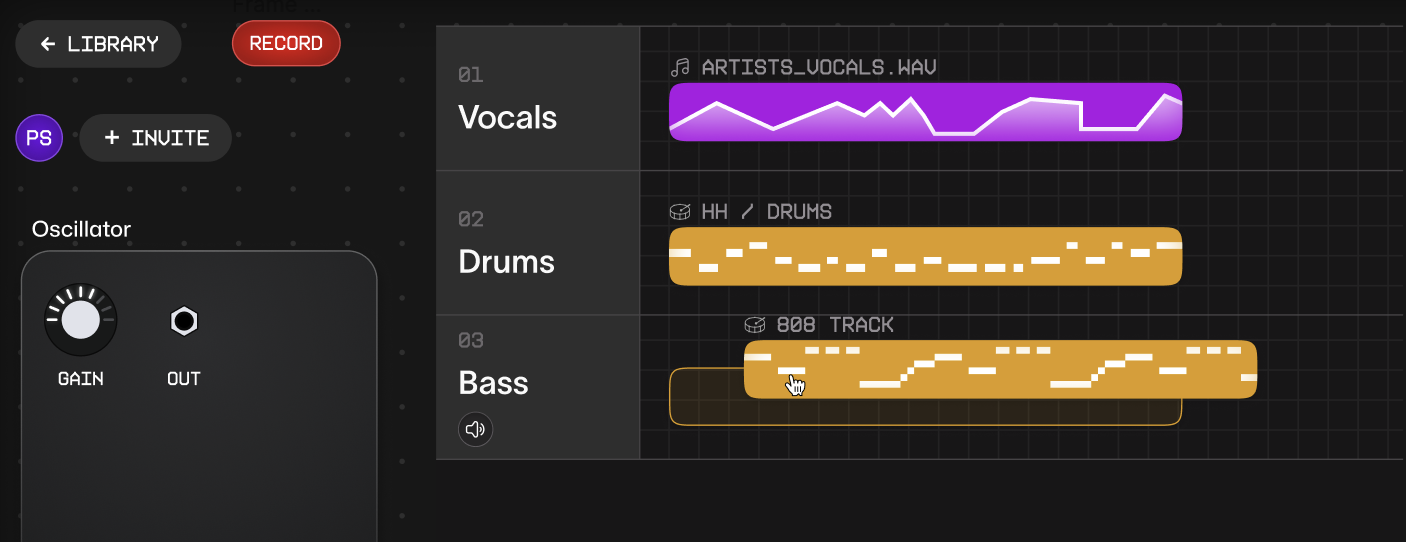 Frame ...
← LIBRARY
RECORD
PS
+ INVITE
Oscillator
GAIN
OUT
01
Vocals
ARTISTS_VOCALS.WAV
02
Drums
HH / DRUMS
03
Bass
808 TRACK